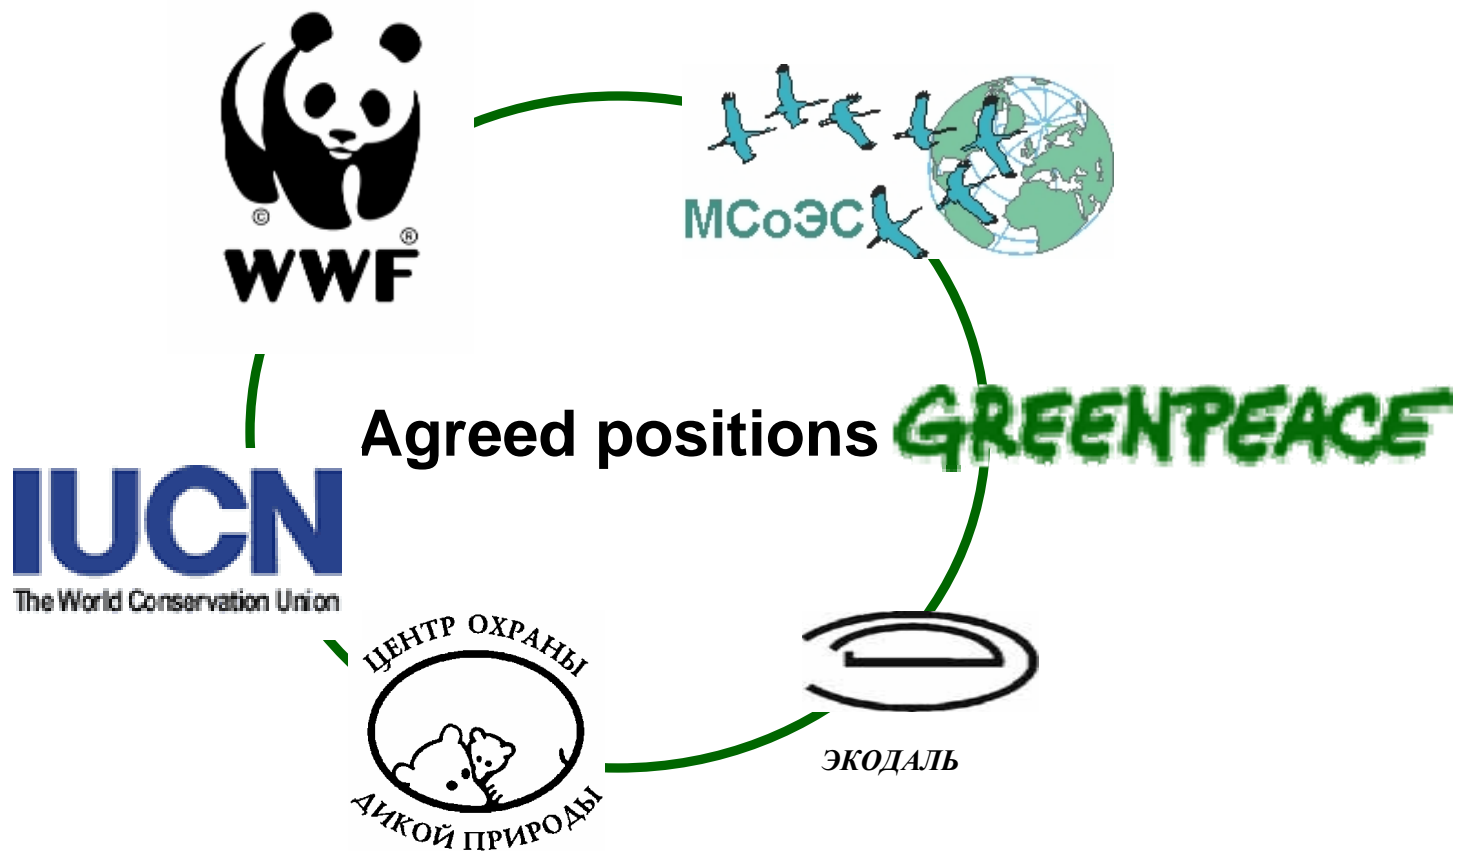 ©
®
WWF
МСоЭС
Agreed positions
GREENPEACE
IUCN
The World Conservation Union
ЦЕНТР ОХРАНЫ
ДИКОЙ ПРИРОДЫ
ЭКОДАЛЬ